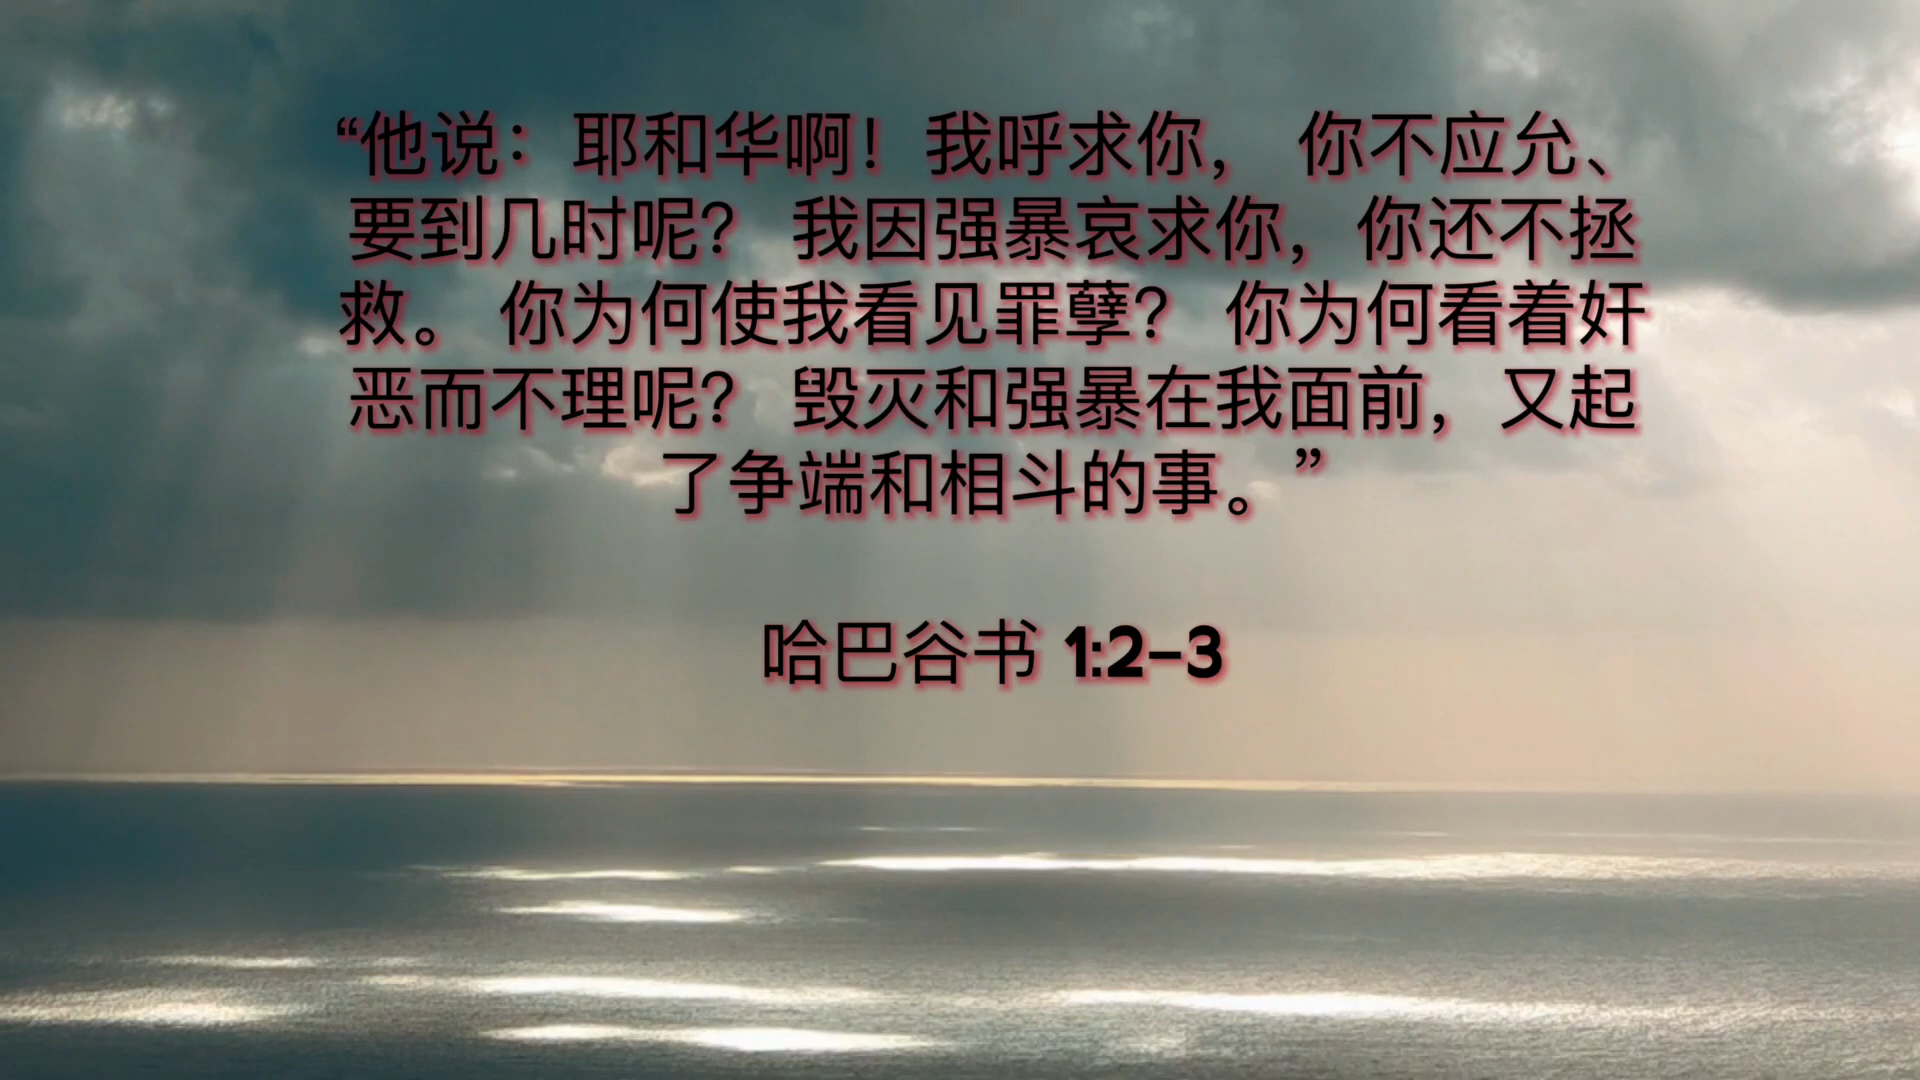 “他说：耶和华啊！我呼求你， 你不应允、
要到几时呢？ 我因强暴哀求你，你还不拯
救。 你为何使我看见罪孽？ 你为何看着奸
恶而不理呢？ 毁灭和强暴在我面前，又起
了争端和相斗的事。”
哈巴谷书 1:2-3